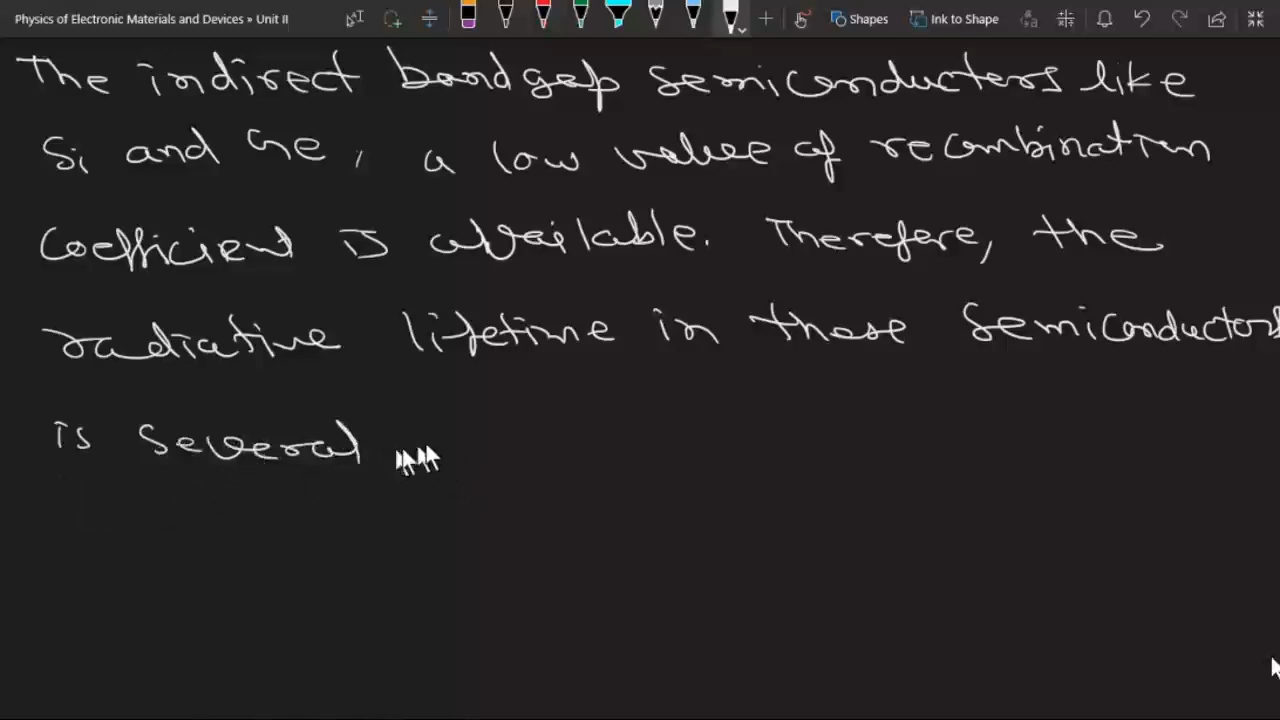 Physics of Electronic Materials and Devices » Unit II
Shapes
Ink to Shape
The indirect bandgap semiconductors like
Si and Ge, a low value of recombination
coefficient is available. Therefore, the
radiative lifetime in these semiconductors
is several